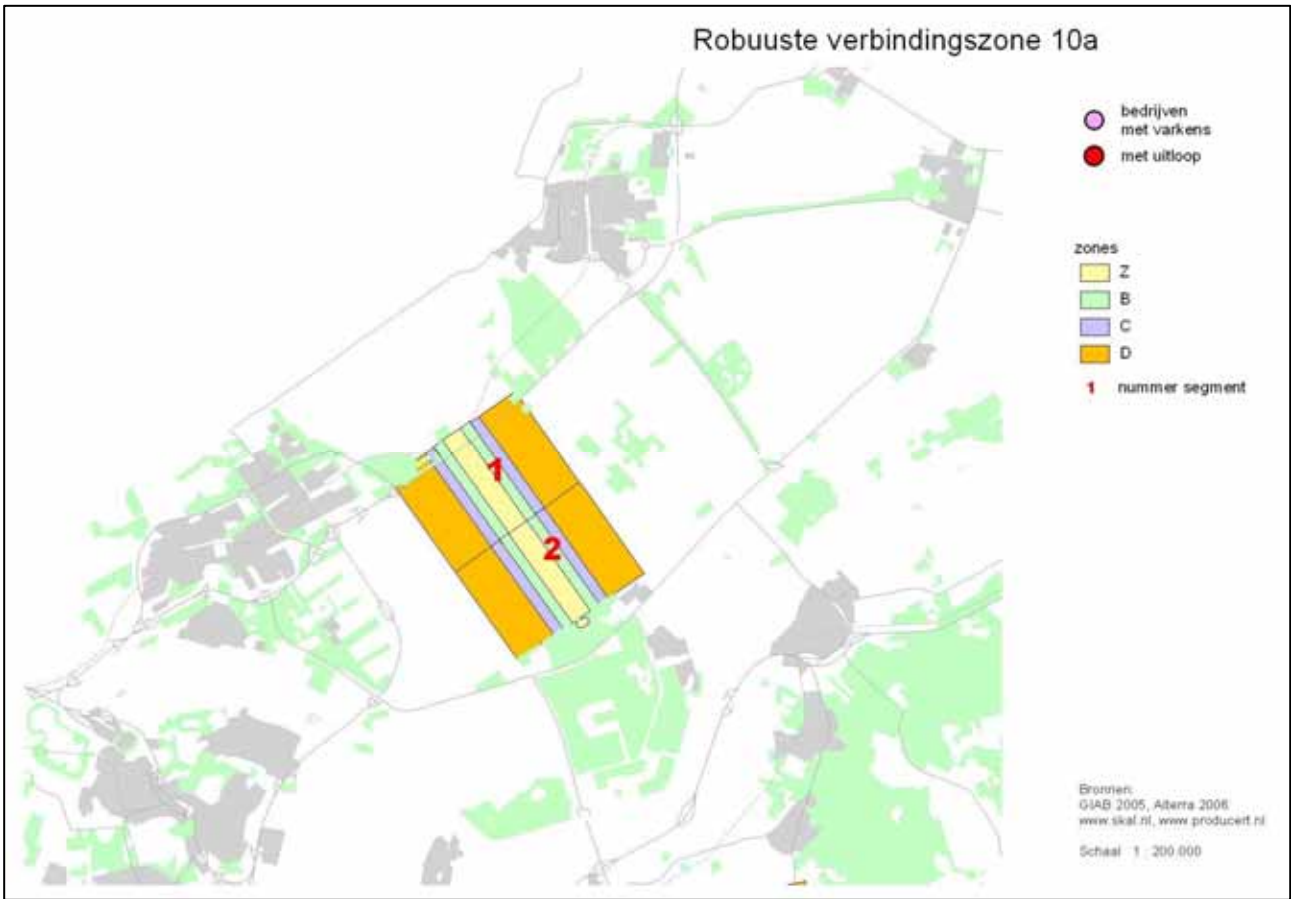 Robuuste verbindingszone 10a
bedrijven
met varkens
met uitloop
zones
Z
B
C
D
1 nummer segment
1
2
Bronnen:
GIAB 2005, Alterra 2006
www.skal.nl, www.producert.nl
Schaal 1 : 200.000